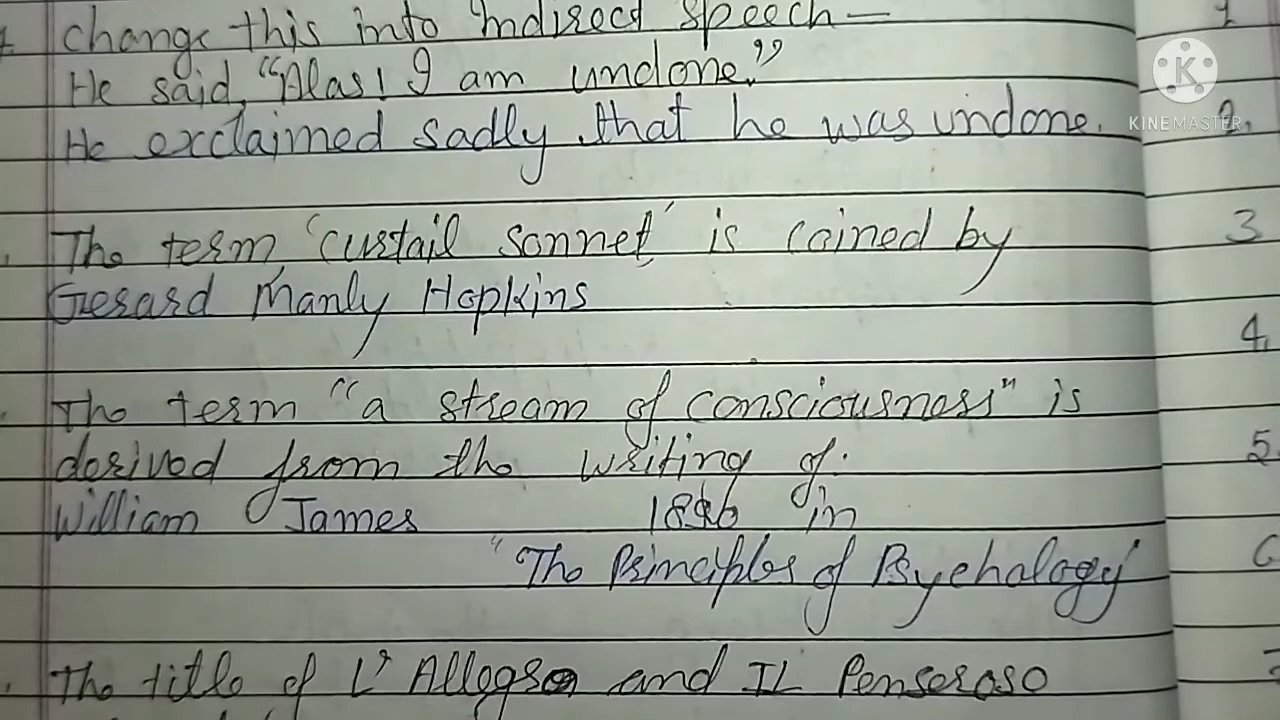 Change this into Indirect speech—
He said, "Alas! I am undone."
He exclaimed sadly that he was undone.
The term 'curtail sonnet' is coined by
Gerard Manly Hopkins
The term "a stream of consciousness" is
derived from the writing of.
William James in
"The Principles of Psychology"
The title of L' Allegro and IL Penseroso
1
2.
3
4.
5.
6
7
KINEMASTER